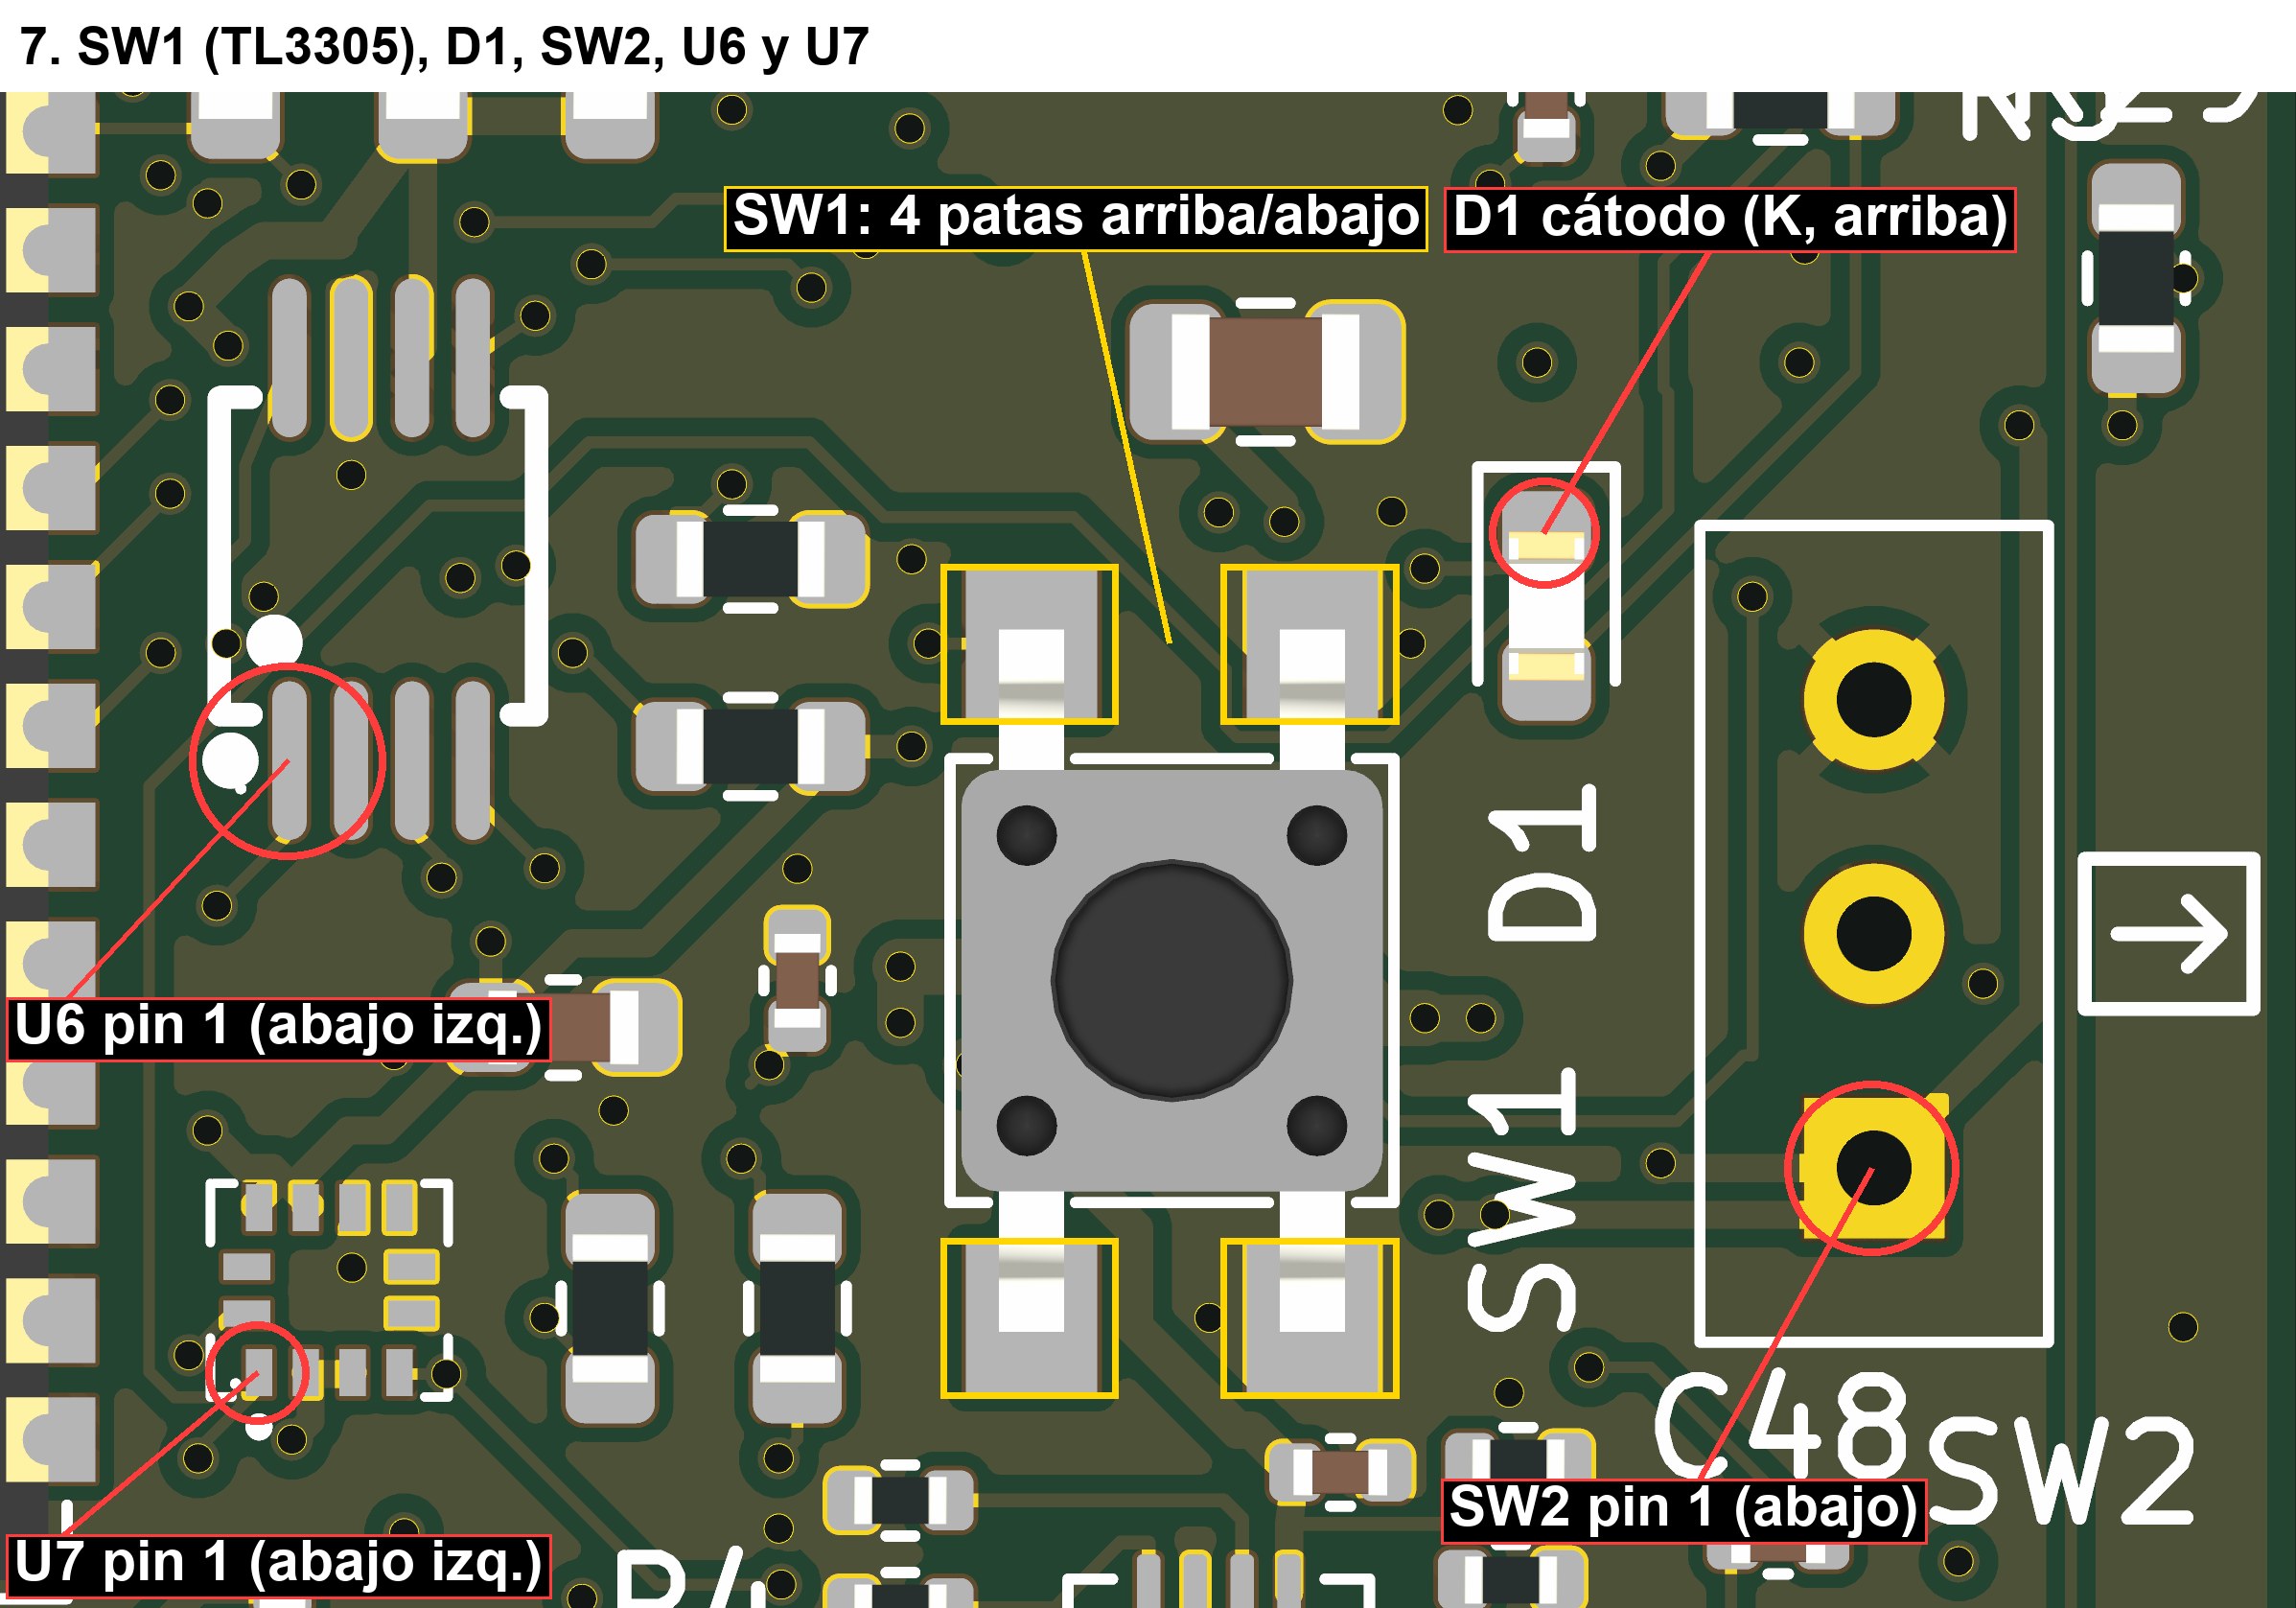 7. SW1 (TL3305), D1, SW2, U6 y U7
SW1: 4 patas arriba/abajo
D1 cátodo (K, arriba)
D1
U6 pin 1 (abajo izq.)
SW1
C48
SW2
SW2 pin 1 (abajo)
U7 pin 1 (abajo izq.)